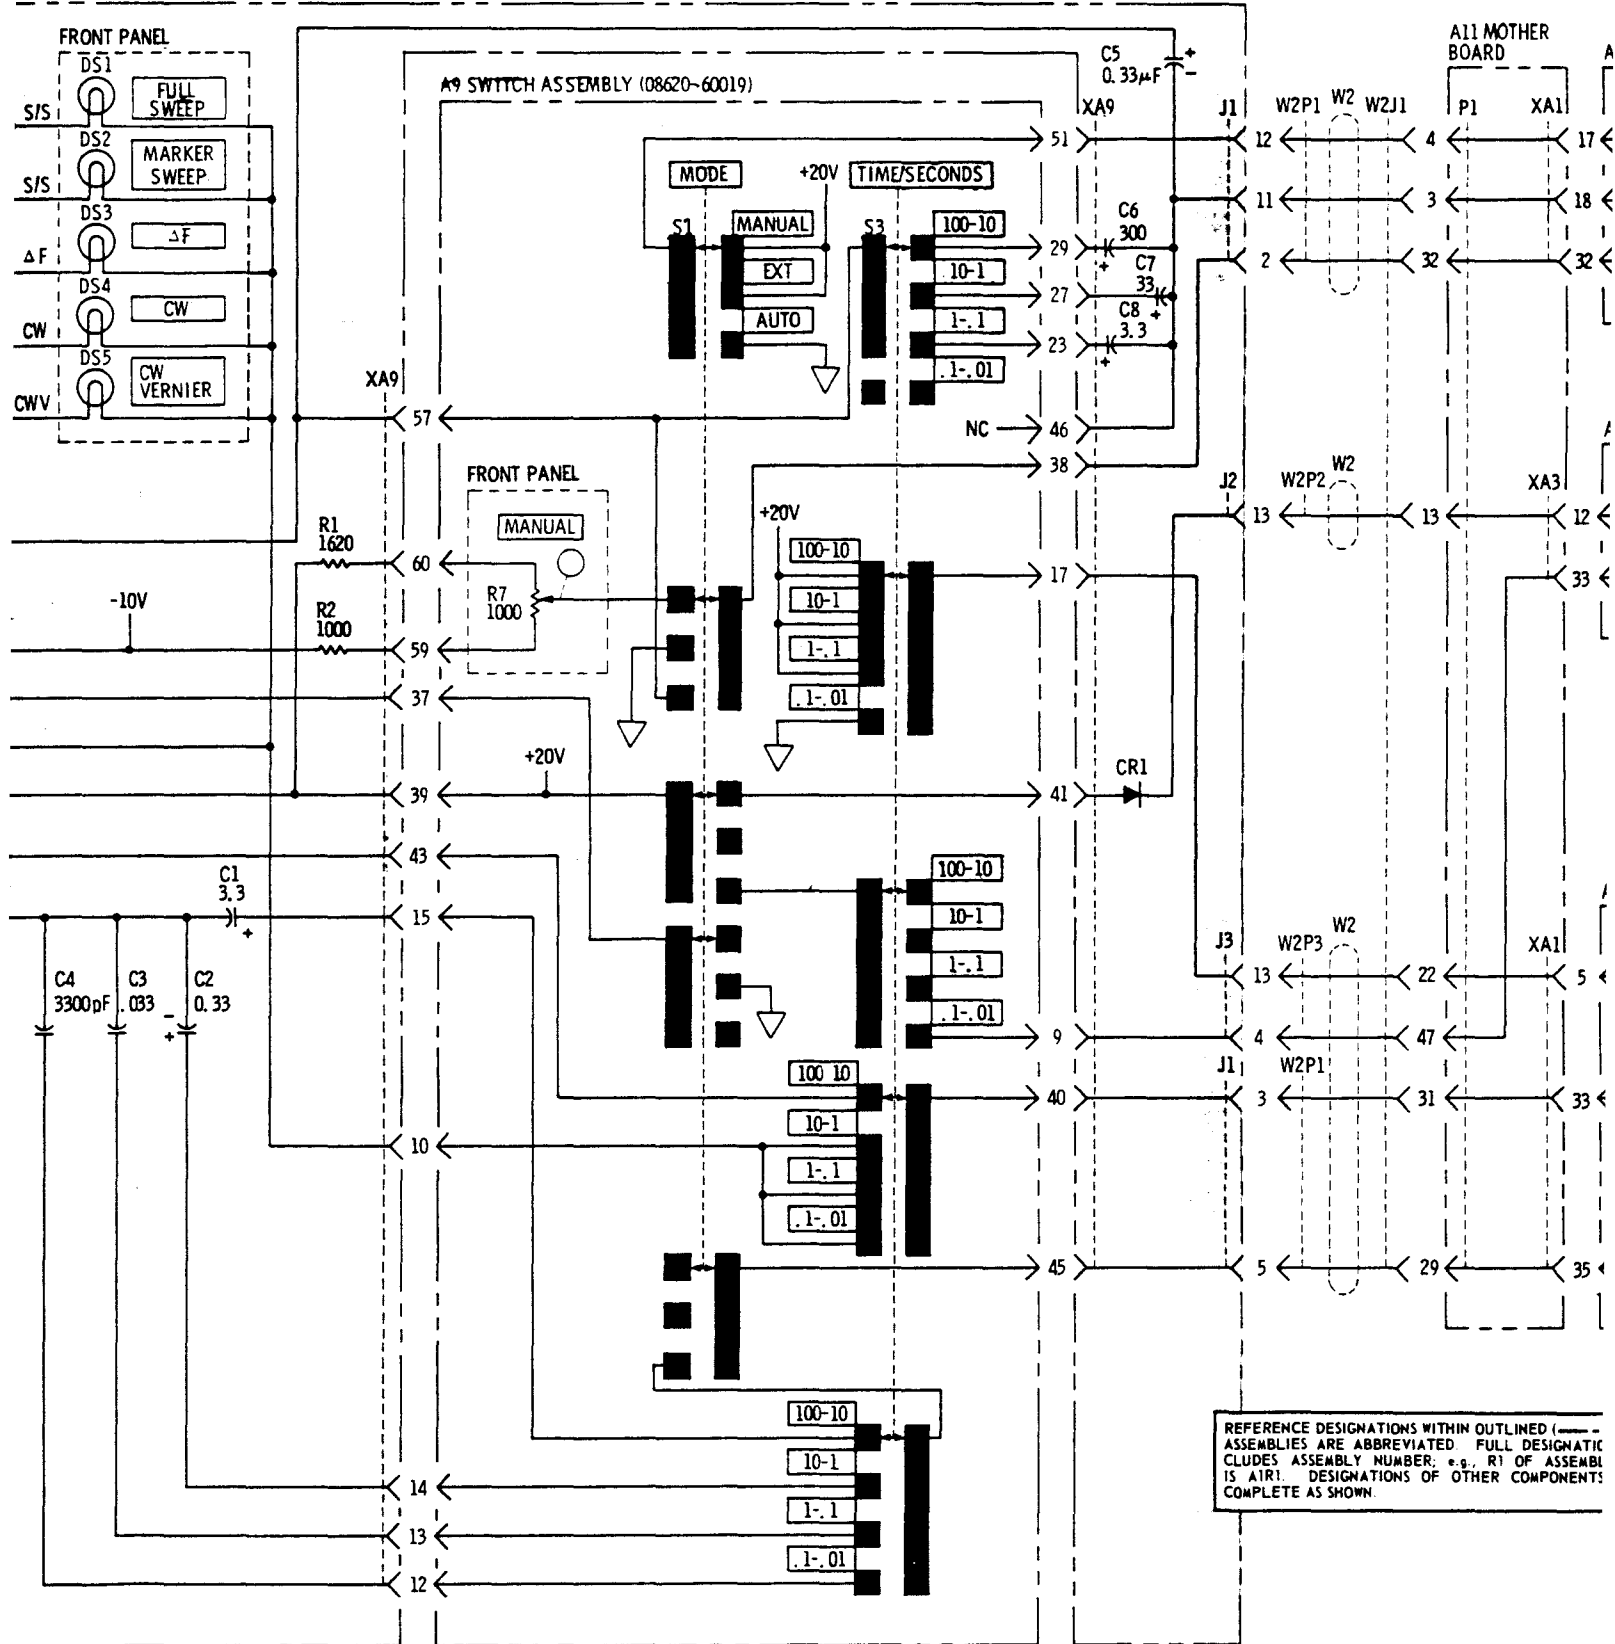 FRONT PANEL
DS1
FULL SWEEP
S/S
DS2
MARKER SWEEP
S/S
DS3
ΔF
ΔF
DS4
CW
CW
DS5
CW VERNIER
CWV
A9 SWITCH ASSEMBLY (08620-60019)
C5
0.33µF
+
-
A11 MOTHER
BOARD
XA9
J1
W2P1
W2
W2J1
P1
XA1
51
12
4
17
MODE
+20V
TIME/SECONDS
11
3
18
S1
MANUAL
S3
100-10
29
C6
300
+
EXT
10-1
27
C7
33
+
2
32
32
AUTO
1-.1
23
C8
3.3
+
.1-.01
XA9
57
NC
46
38
FRONT PANEL
MANUAL
R7
1000
R1
1620
60
-10V
R2
1000
59
37
+20V
100-10
10-1
1-.1
.1-.01
17
J2
W2P2
W2
XA3
13
13
12
33
+20V
39
41
CR1
43
C1
3.3
+
15
100-10
10-1
1-.1
.1-.01
9
C4
3300pF
C3
.033
C2
0.33
-
+
J3
W2P3
W2
XA1
13
22
5
4
47
J1
W2P1
100 10
10-1
1-.1
.1-.01
40
3
31
33
10
45
5
29
35
100-10
10-1
1-.1
.1-.01
14
13
12
REFERENCE DESIGNATIONS WITHIN OUTLINED (
ASSEMBLIES ARE ABBREVIATED. FULL DESIGNATIO
CLUDES ASSEMBLY NUMBER; e.g., R1 OF ASSEMBL
IS A1R1. DESIGNATIONS OF OTHER COMPONENTS
COMPLETE AS SHOWN.